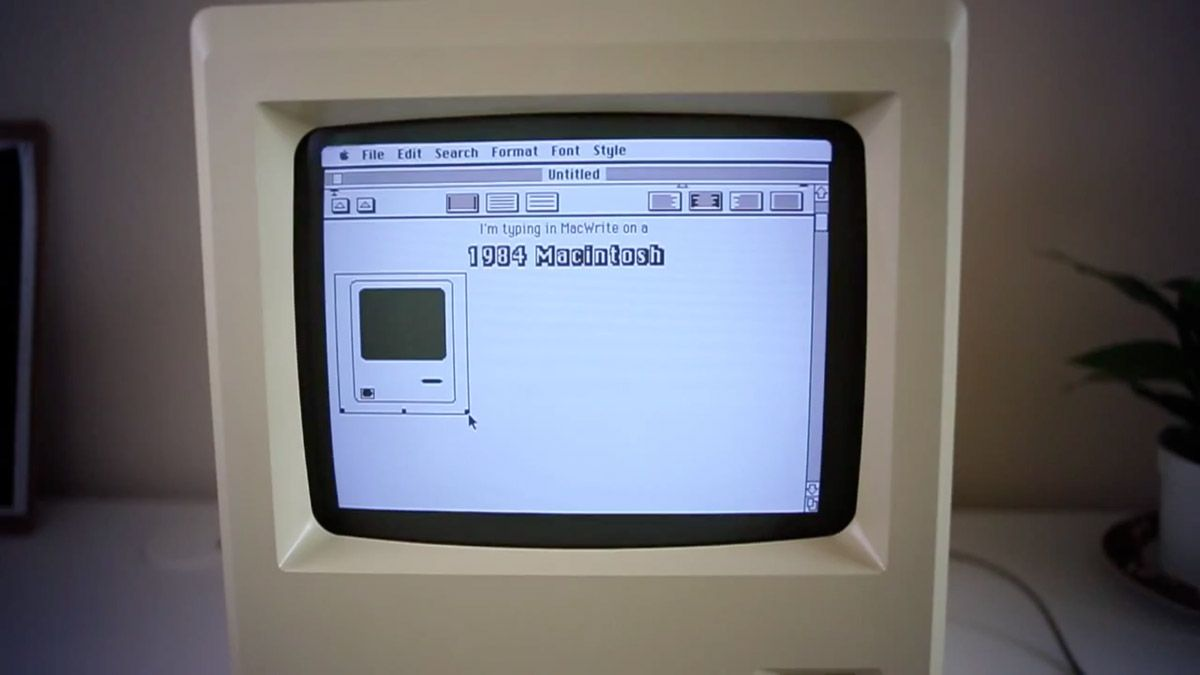 File Edit Search Format Font Style
Untitled
I'm typing in MacWrite on a
1984 Macintosh